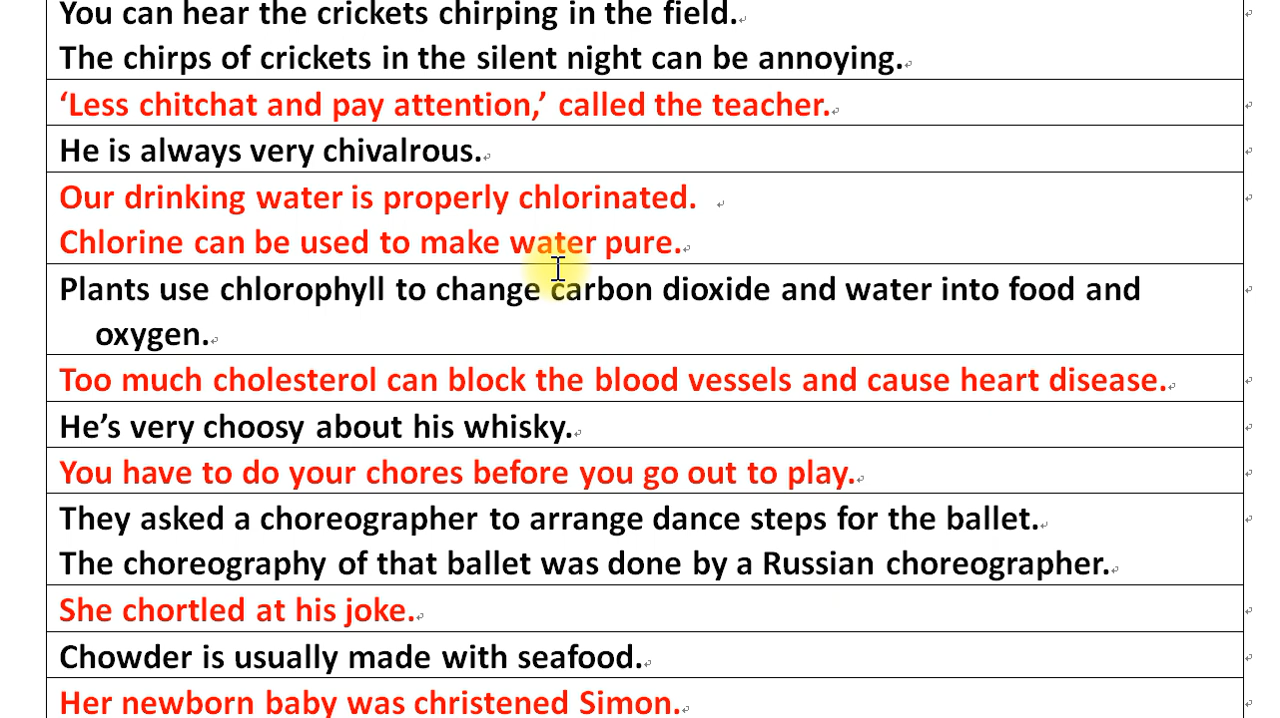 You can hear the crickets chirping in the field.
The chirps of crickets in the silent night can be annoying.
‘Less chitchat and pay attention,’ called the teacher.
He is always very chivalrous.
Our drinking water is properly chlorinated.
Chlorine can be used to make water pure.
Plants use chlorophyll to change carbon dioxide and water into food and
oxygen.
Too much cholesterol can block the blood vessels and cause heart disease.
He’s very choosy about his whisky.
You have to do your chores before you go out to play.
They asked a choreographer to arrange dance steps for the ballet.
The choreography of that ballet was done by a Russian choreographer.
She chortled at his joke.
Chowder is usually made with seafood.
Her newborn baby was christened Simon.